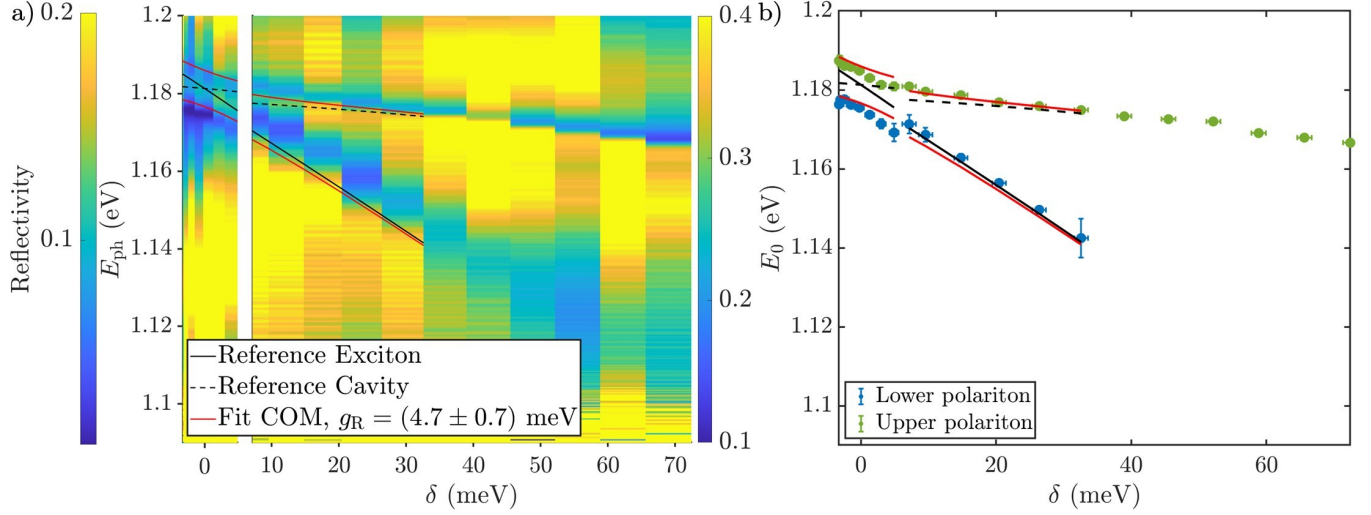 a)
0.2
0.1
Reflectivity
1.2
1.18
1.16
1.14
1.12
1.1
E_ph (eV)
Reference Exciton
Reference Cavity
Fit COM, g_R = (4.7 ± 0.7) meV
0 10 20 30 40 50 60 70
δ (meV)
0.4
0.3
0.2
0.1
b)
1.2
1.18
1.16
1.14
1.12
1.1
E_0 (eV)
Lower polariton
Upper polariton
0 20 40 60
δ (meV)